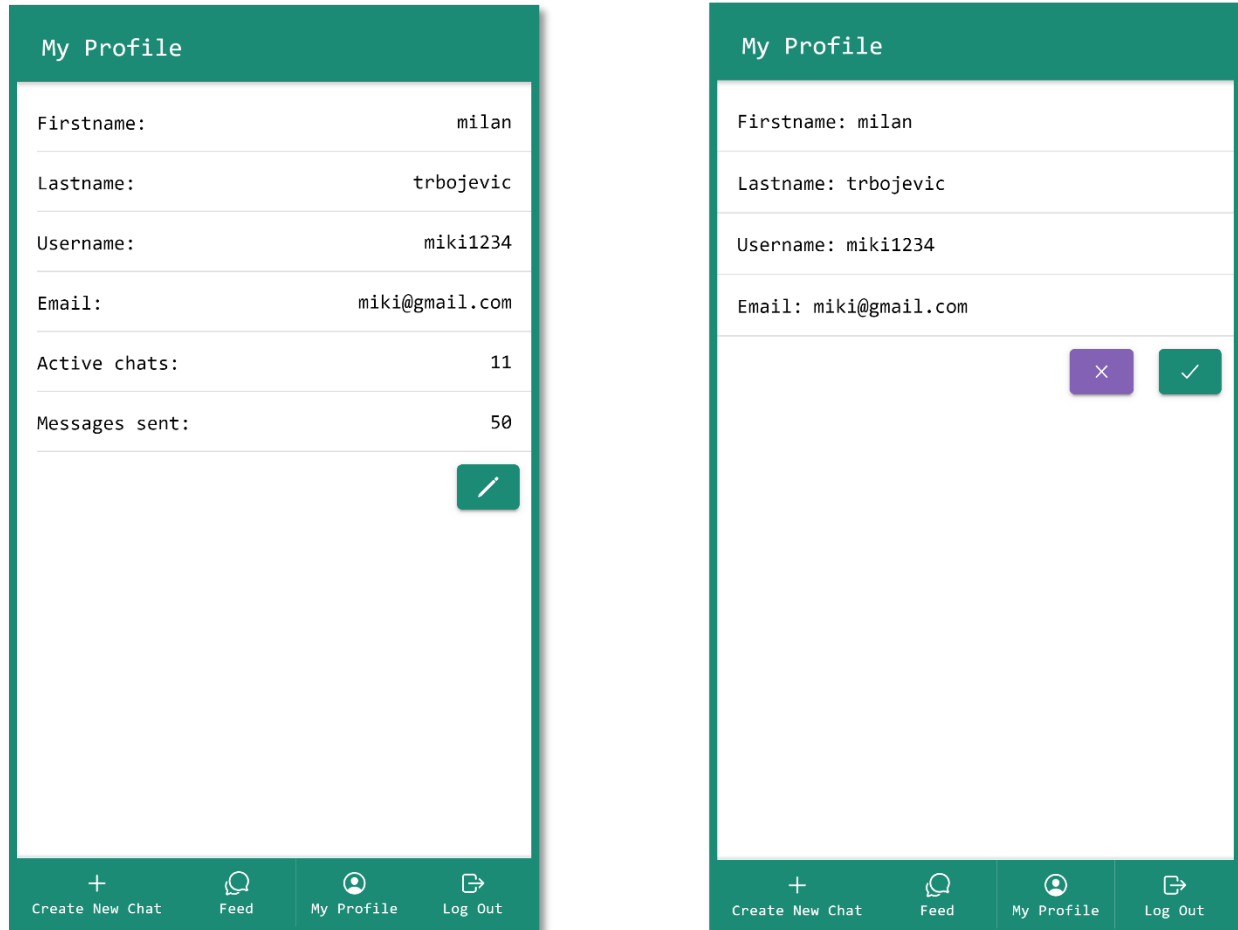 My Profile
Firstname: milan
Lastname: trbojevic
Username: miki1234
Email: miki@gmail.com
Active chats: 11
Messages sent: 50
Create New Chat Feed My Profile Log Out
My Profile
Firstname: milan
Lastname: trbojevic
Username: miki1234
Email: miki@gmail.com
Create New Chat Feed My Profile Log Out